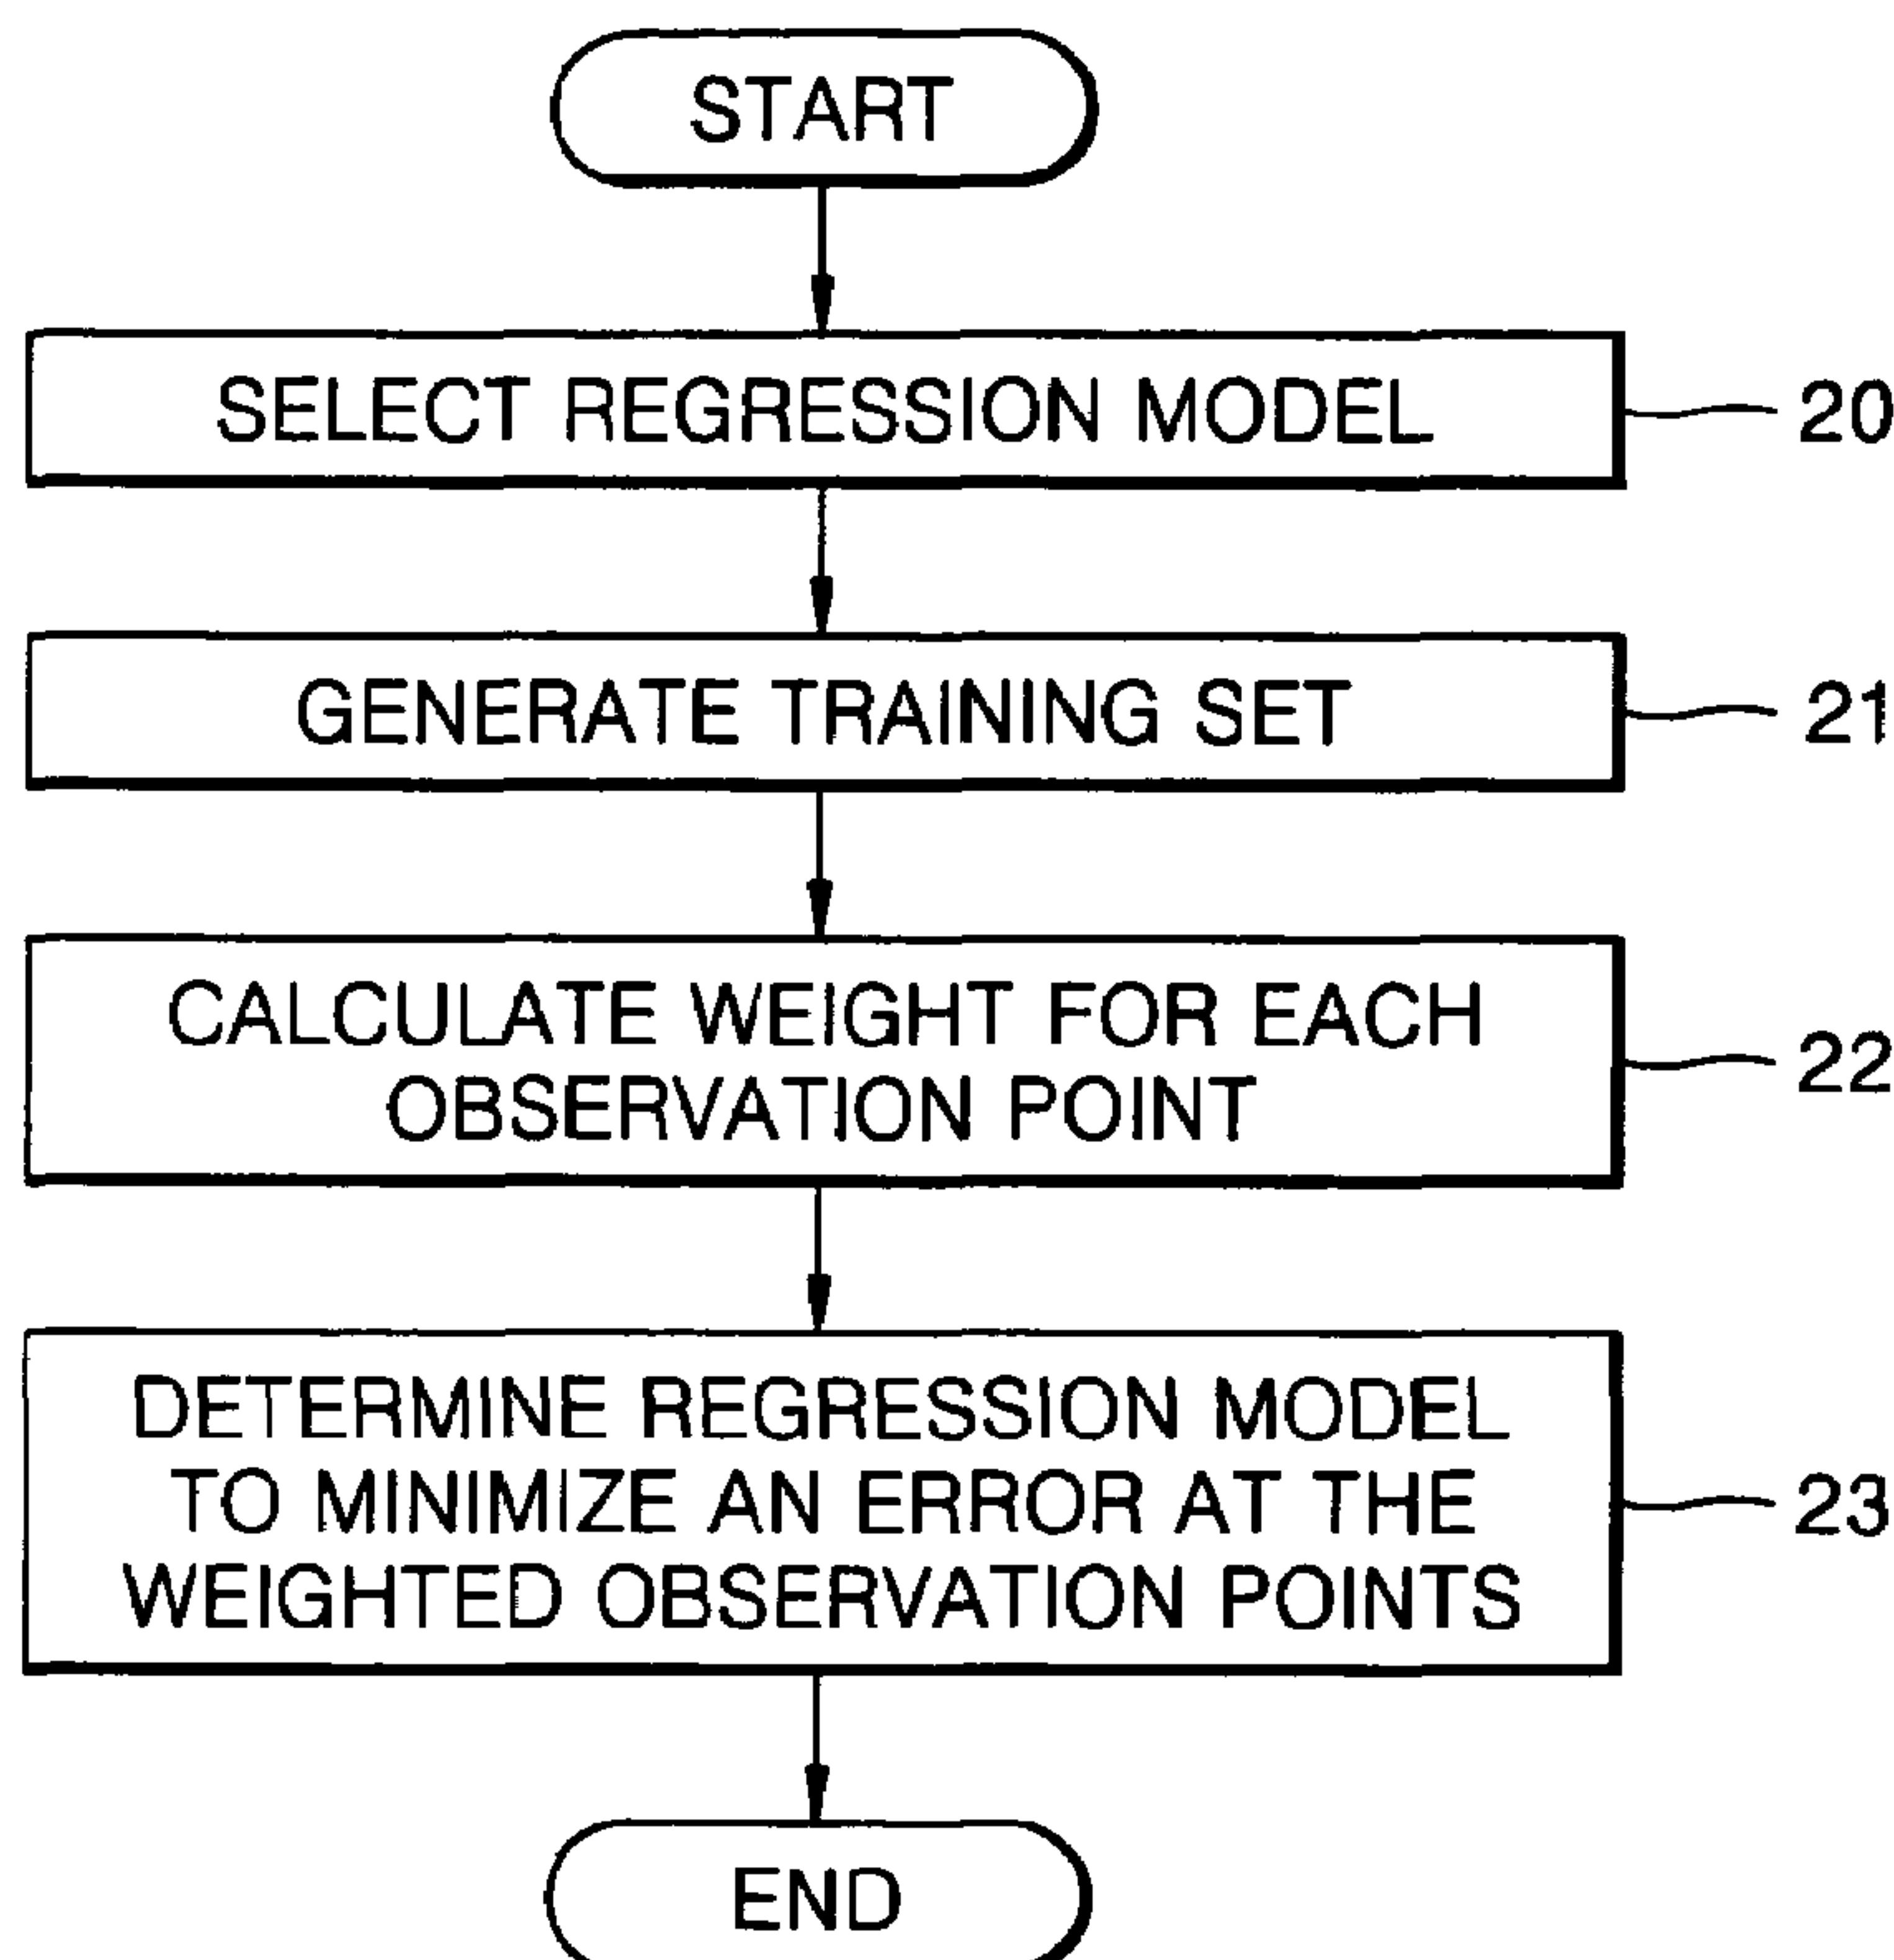 START
SELECT REGRESSION MODEL
20
GENERATE TRAINING SET
21
CALCULATE WEIGHT FOR EACH
OBSERVATION POINT
22
DETERMINE REGRESSION MODEL
TO MINIMIZE AN ERROR AT THE
WEIGHTED OBSERVATION POINTS
23
END